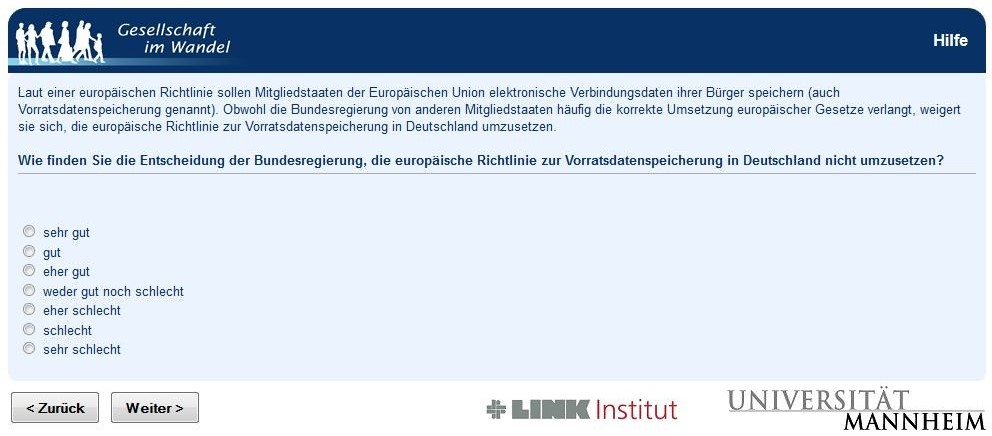 Gesellschaft
im Wandel
Hilfe
Laut einer europäischen Richtlinie sollen Mitgliedstaaten der Europäischen Union elektronische Verbindungsdaten ihrer Bürger speichern (auch
Vorratsdatenspeicherung genannt). Obwohl die Bundesregierung von anderen Mitgliedstaaten häufig die korrekte Umsetzung europäischer Gesetze verlangt, weigert
sie sich, die europäische Richtlinie zur Vorratsdatenspeicherung in Deutschland umzusetzen.
Wie finden Sie die Entscheidung der Bundesregierung, die europäische Richtlinie zur Vorratsdatenspeicherung in Deutschland nicht umzusetzen?
sehr gut
gut
eher gut
weder gut noch schlecht
eher schlecht
schlecht
sehr schlecht
< Zurück
Weiter >
LINK Institut
UNIVERSITÄT
MANNHEIM